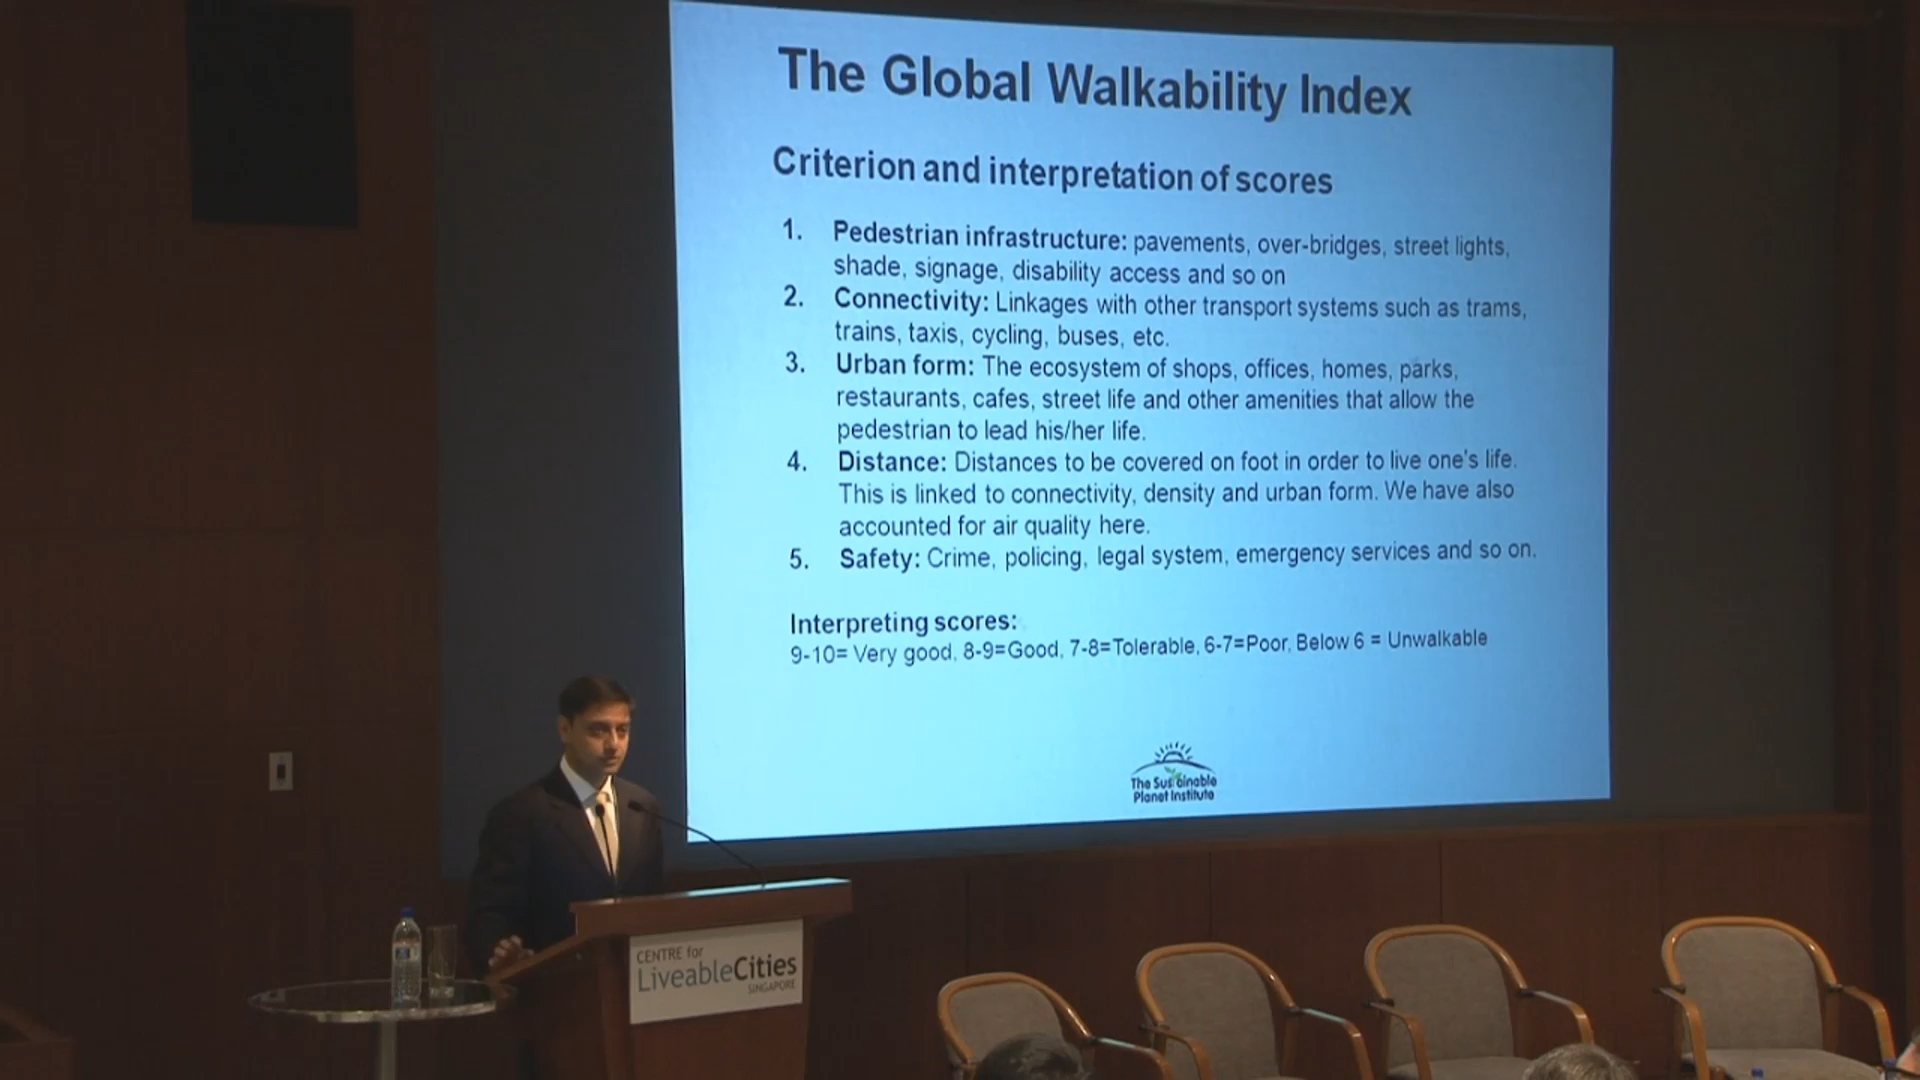 The Global Walkability Index
Criterion and interpretation of scores
1. Pedestrian infrastructure: pavements, over-bridges, street lights,
shade, signage, disability access and so on
2. Connectivity: Linkages with other transport systems such as trams,
trains, taxis, cycling, buses, etc.
3. Urban form: The ecosystem of shops, offices, homes, parks,
restaurants, cafes, street life and other amenities that allow the
pedestrian to lead his/her life.
4. Distance: Distances to be covered on foot in order to live one's life.
This is linked to connectivity, density and urban form. We have also
accounted for air quality here.
5. Safety: Crime, policing, legal system, emergency services and so on.
Interpreting scores:
9-10= Very good, 8-9=Good, 7-8=Tolerable, 6-7=Poor, Below 6 = Unwalkable
The Sustainable
Planet Institute
CENTRE for
LiveableCities
SINGAPORE